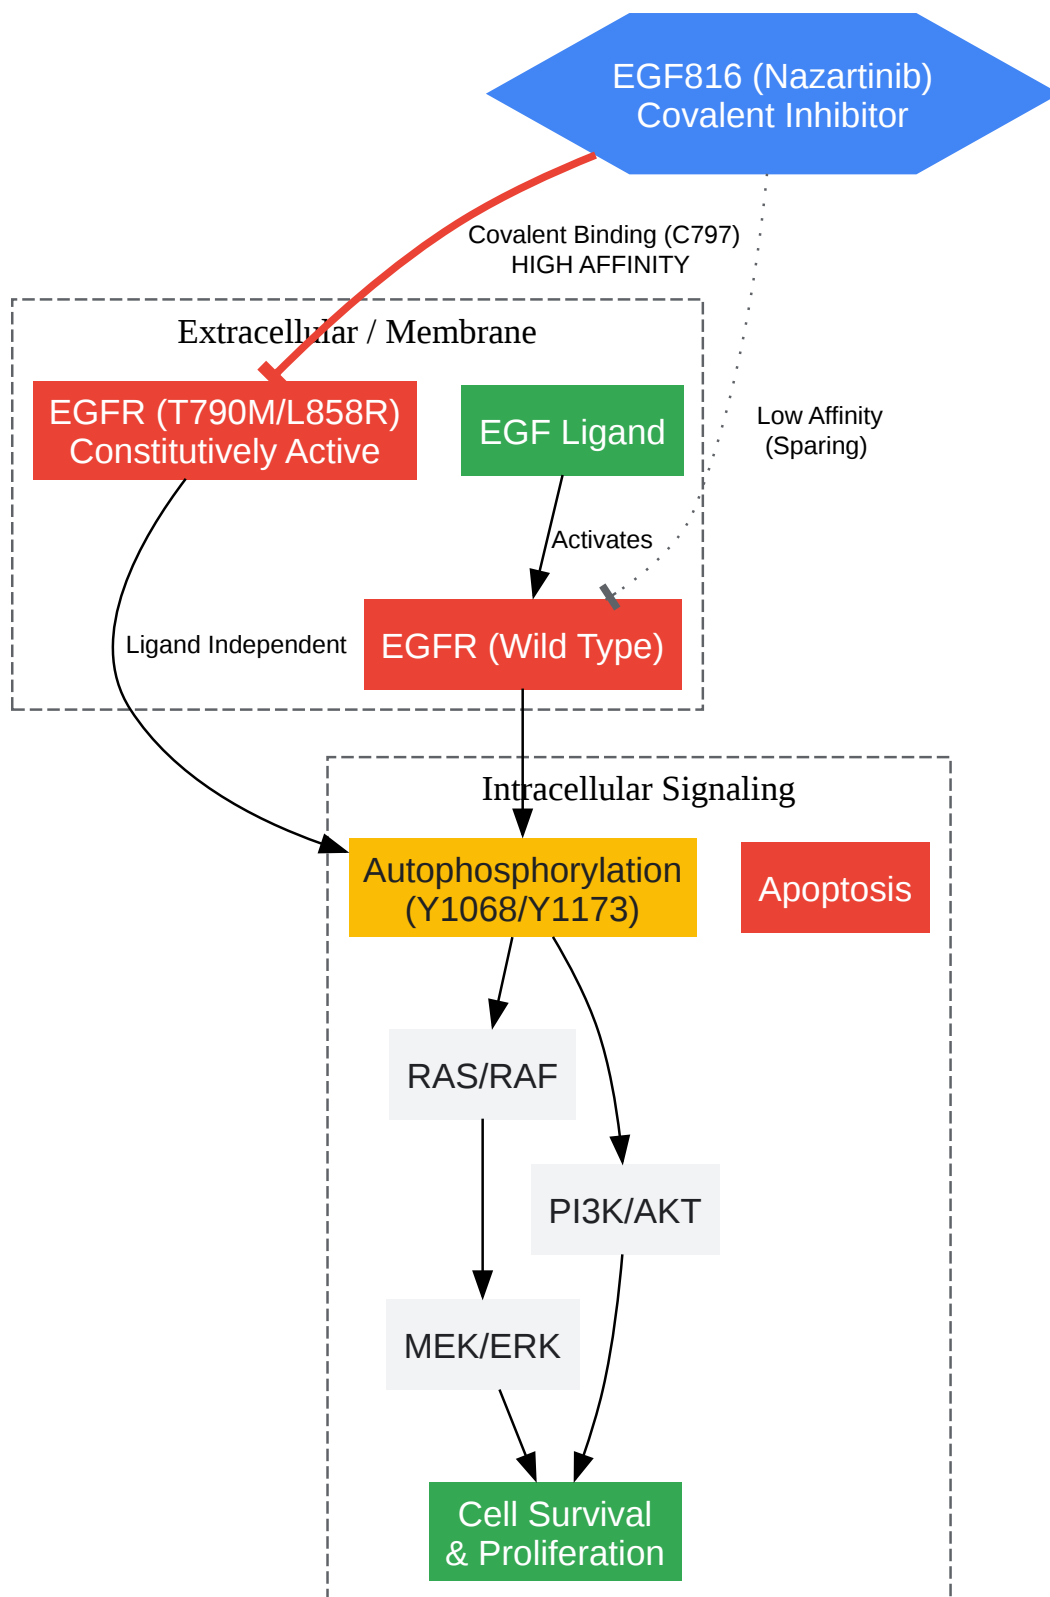 EGF816 (Nazartinib)
Covalent Inhibitor
Covalent Binding (C797)
HIGH AFFINITY
Extracellular / Membrane
EGFR (T790M/L858R)
Constitutively Active
EGF Ligand
Low Affinity
(Sparing)
Activates
Ligand Independent
EGFR (Wild Type)
Intracellular Signaling
Autophosphorylation
(Y1068/Y1173)
Apoptosis
RAS/RAF
PI3K/AKT
MEK/ERK
Cell Survival
& Proliferation